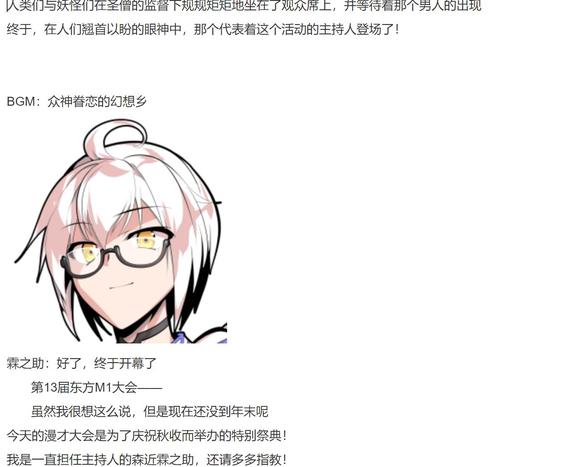 人类们与妖怪们在圣僧的监督下规规矩矩地坐在了观众席上，并等待着那个男人的出现
终于，在人们翘首以盼的眼神中，那个代表着这个活动的主持人登场了！
BGM：众神眷恋的幻想乡
霖之助：好了，终于开幕了
第13届东方M1大会——
虽然我很想这么说，但是现在还没到年末呢
今天的漫才大会是为了庆祝秋收而举办的特别祭典！
我是一直担任主持人的森近霖之助，还请多多指教！